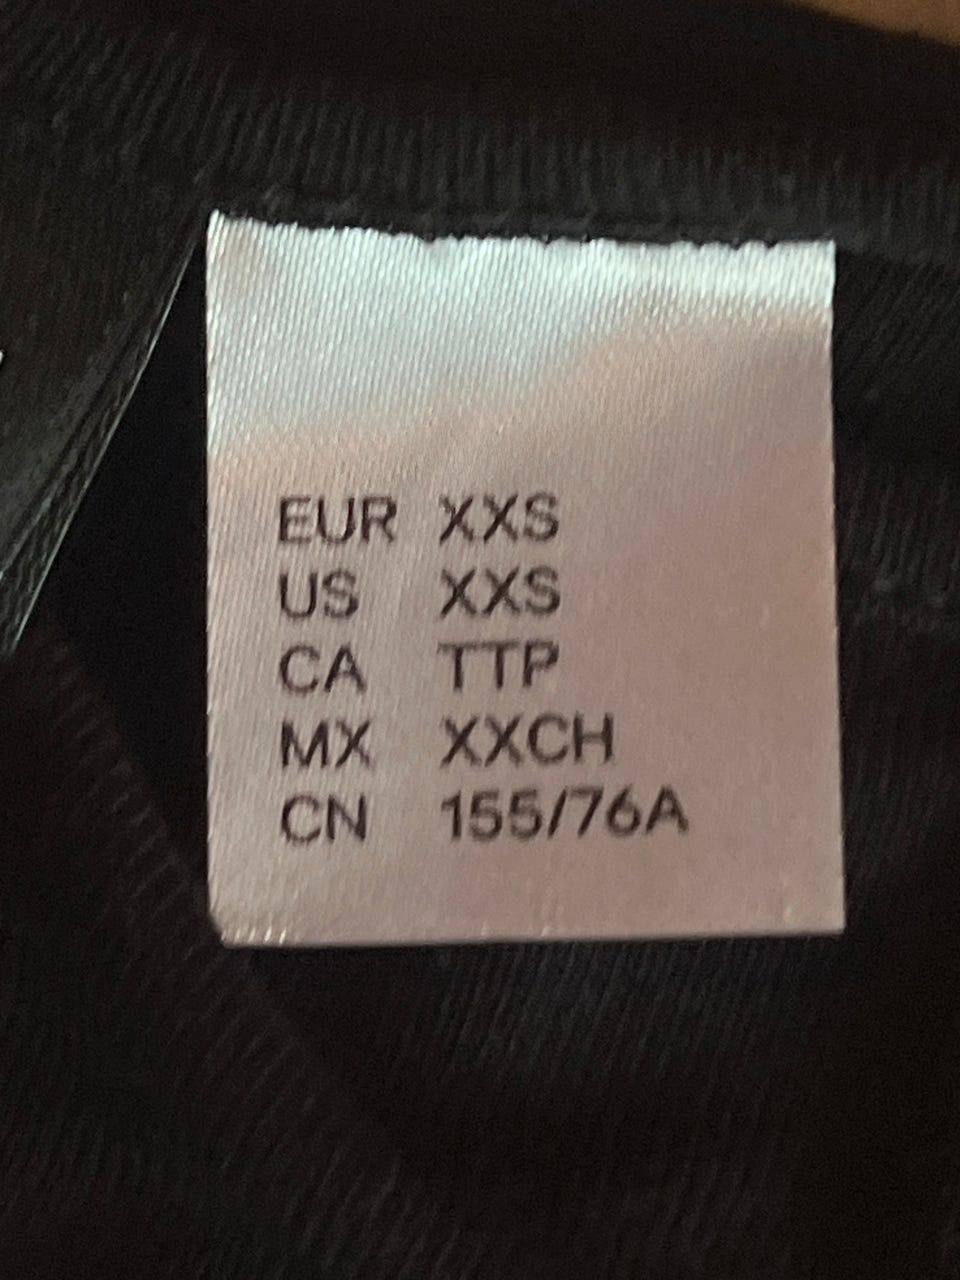 EUR XXS
US XXS
CA TTP
MX XXCH
CN 155/76A